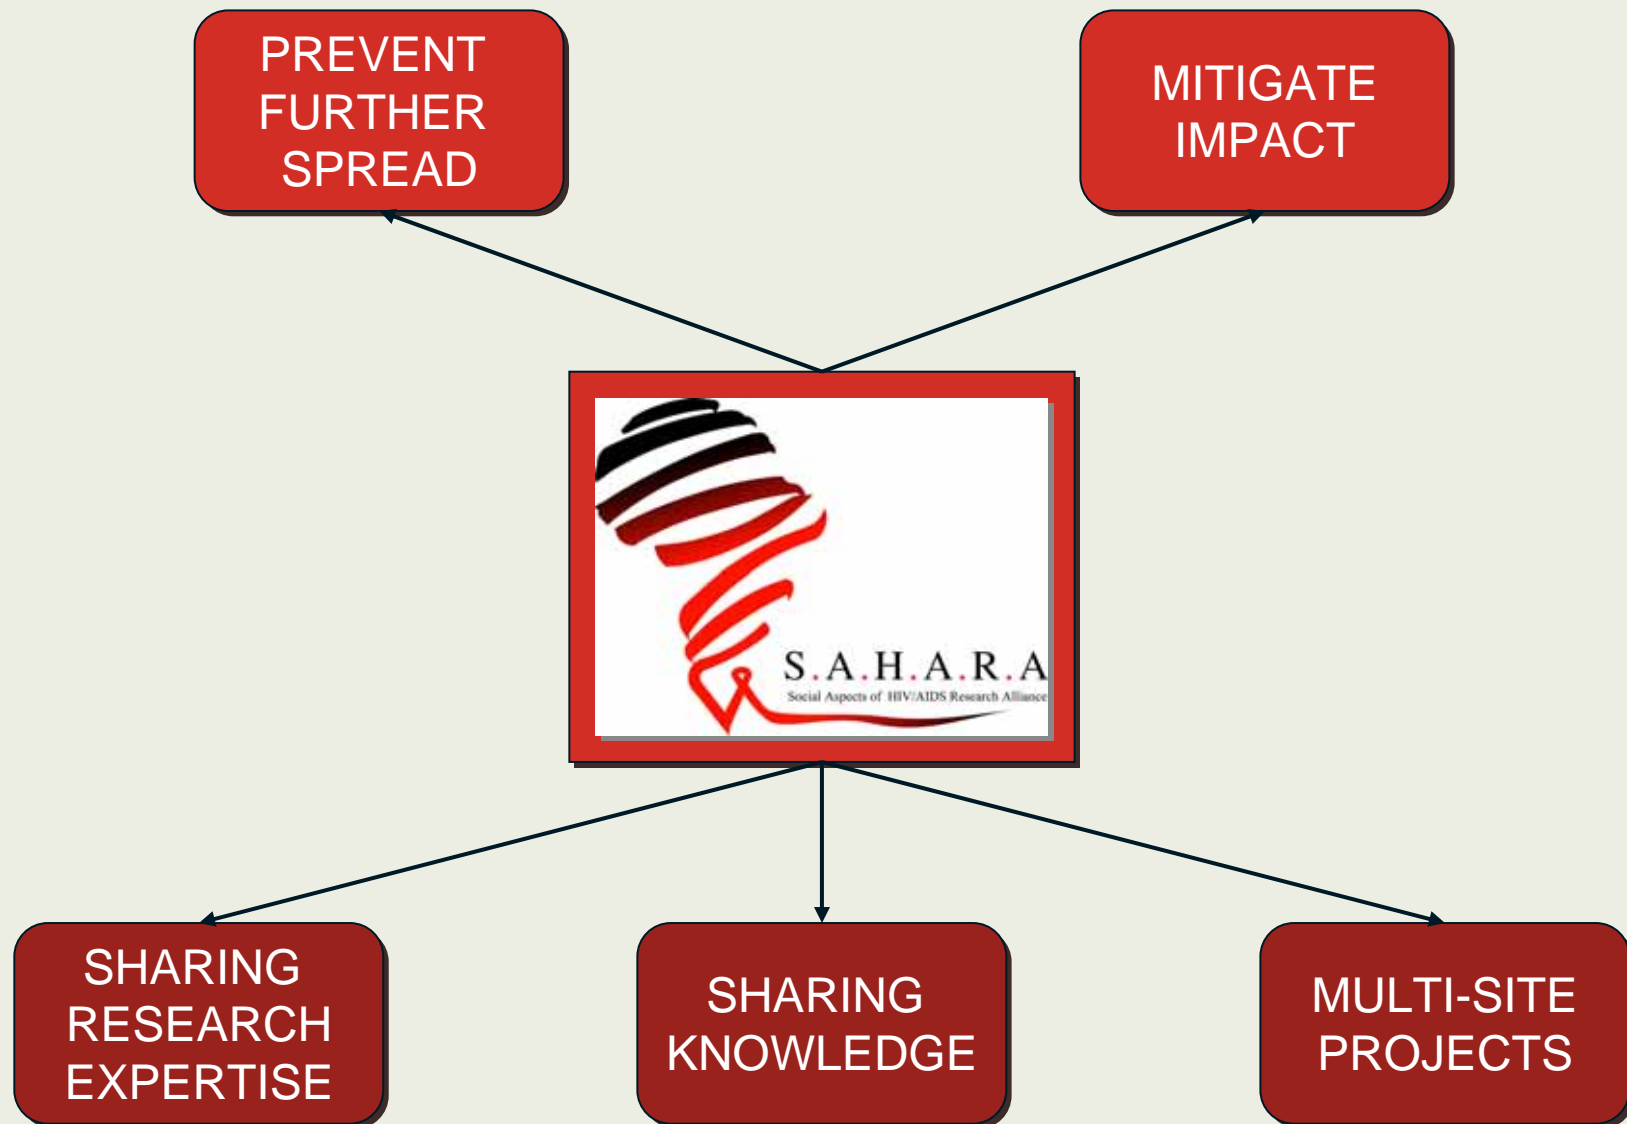 PREVENT
FURTHER
SPREAD
MITIGATE
IMPACT
S.A.H.A.R.A
Social Aspects of HIV/AIDS Research Alliance
SHARING
RESEARCH
EXPERTISE
SHARING
KNOWLEDGE
MULTI-SITE
PROJECTS